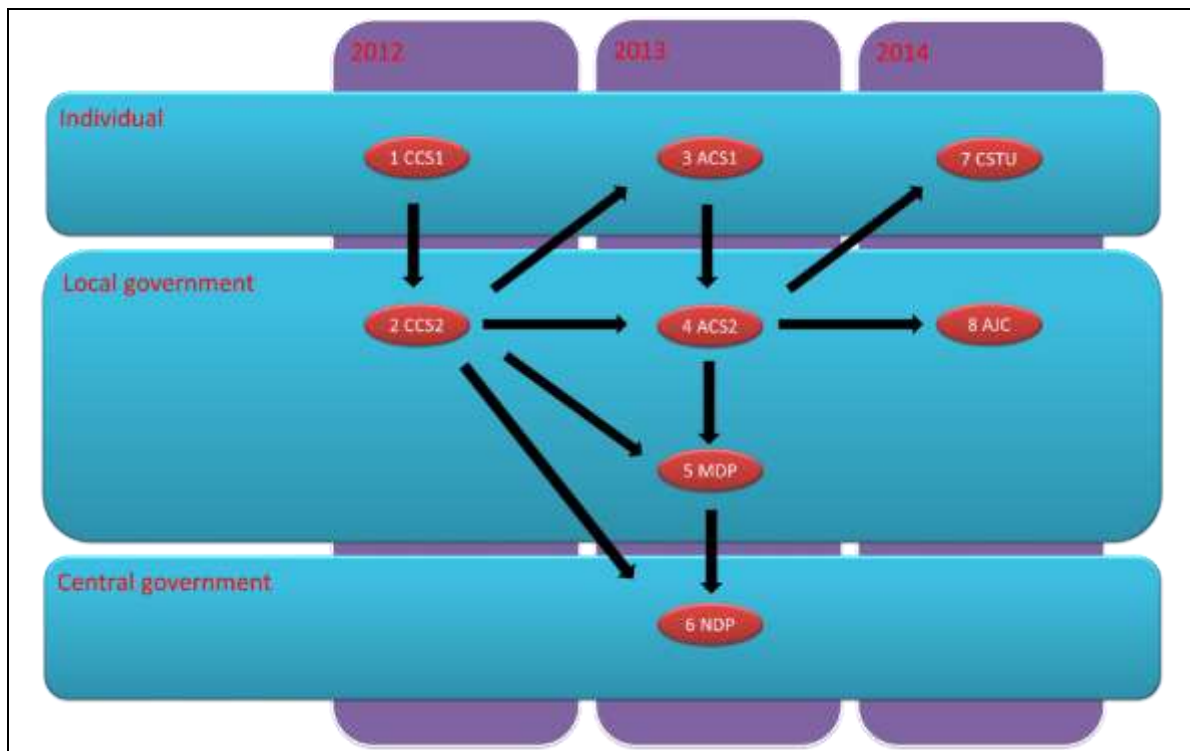 2012
2013
2014
Individual
1 CCS1
3 ACS1
7 CSTU
Local government
2 CCS2
4 ACS2
8 AJC
5 MDP
Central government
6 NDP